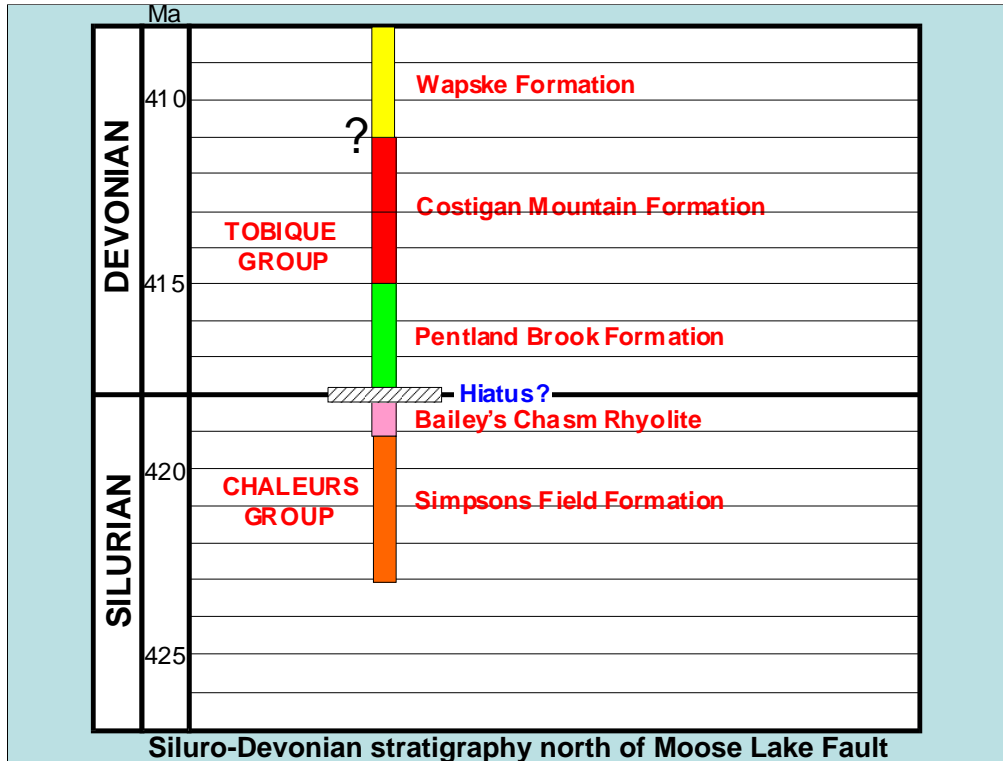 Ma
DEVONIAN
410
Wapske Formation
?
Costigan Mountain Formation
TOBIQUE
GROUP
415
Pentland Brook Formation
Hiatus?
Bailey’s Chasm Rhyolite
SILURIAN
420
CHALEURS
GROUP
Simpsons Field Formation
425
Siluro-Devonian stratigraphy north of Moose Lake Fault